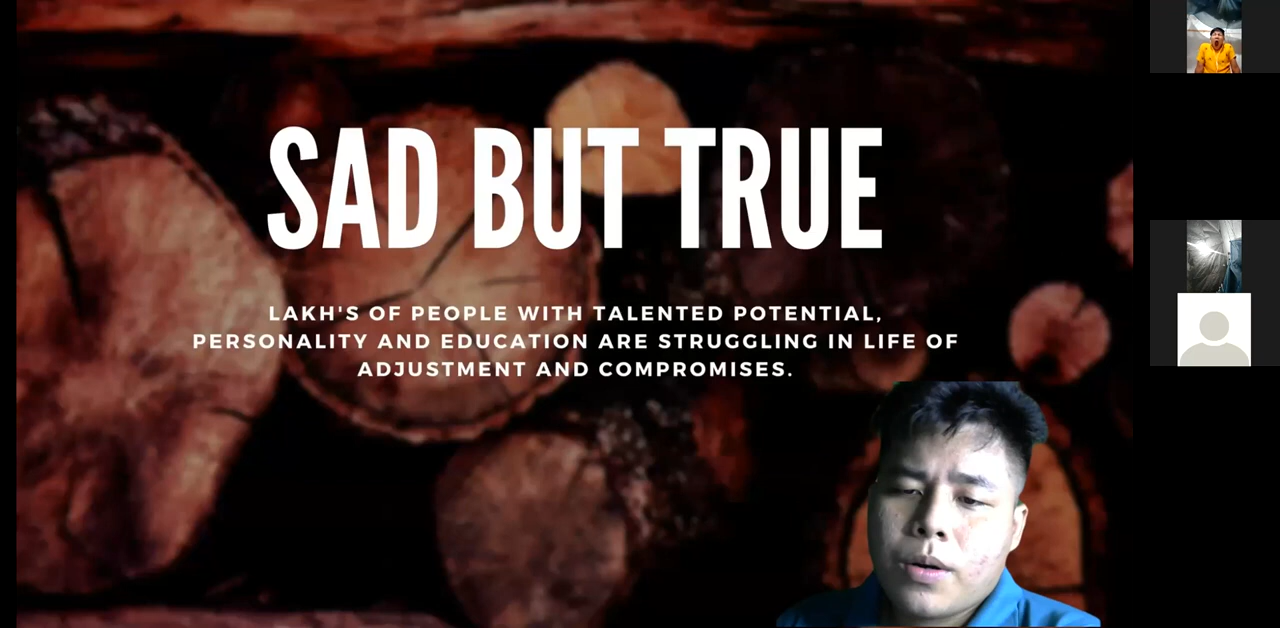 SAD BUT TRUE
LAKH'S OF PEOPLE WITH TALENTED POTENTIAL,
PERSONALITY AND EDUCATION ARE STRUGGLING IN LIFE OF
ADJUSTMENT AND COMPROMISES.